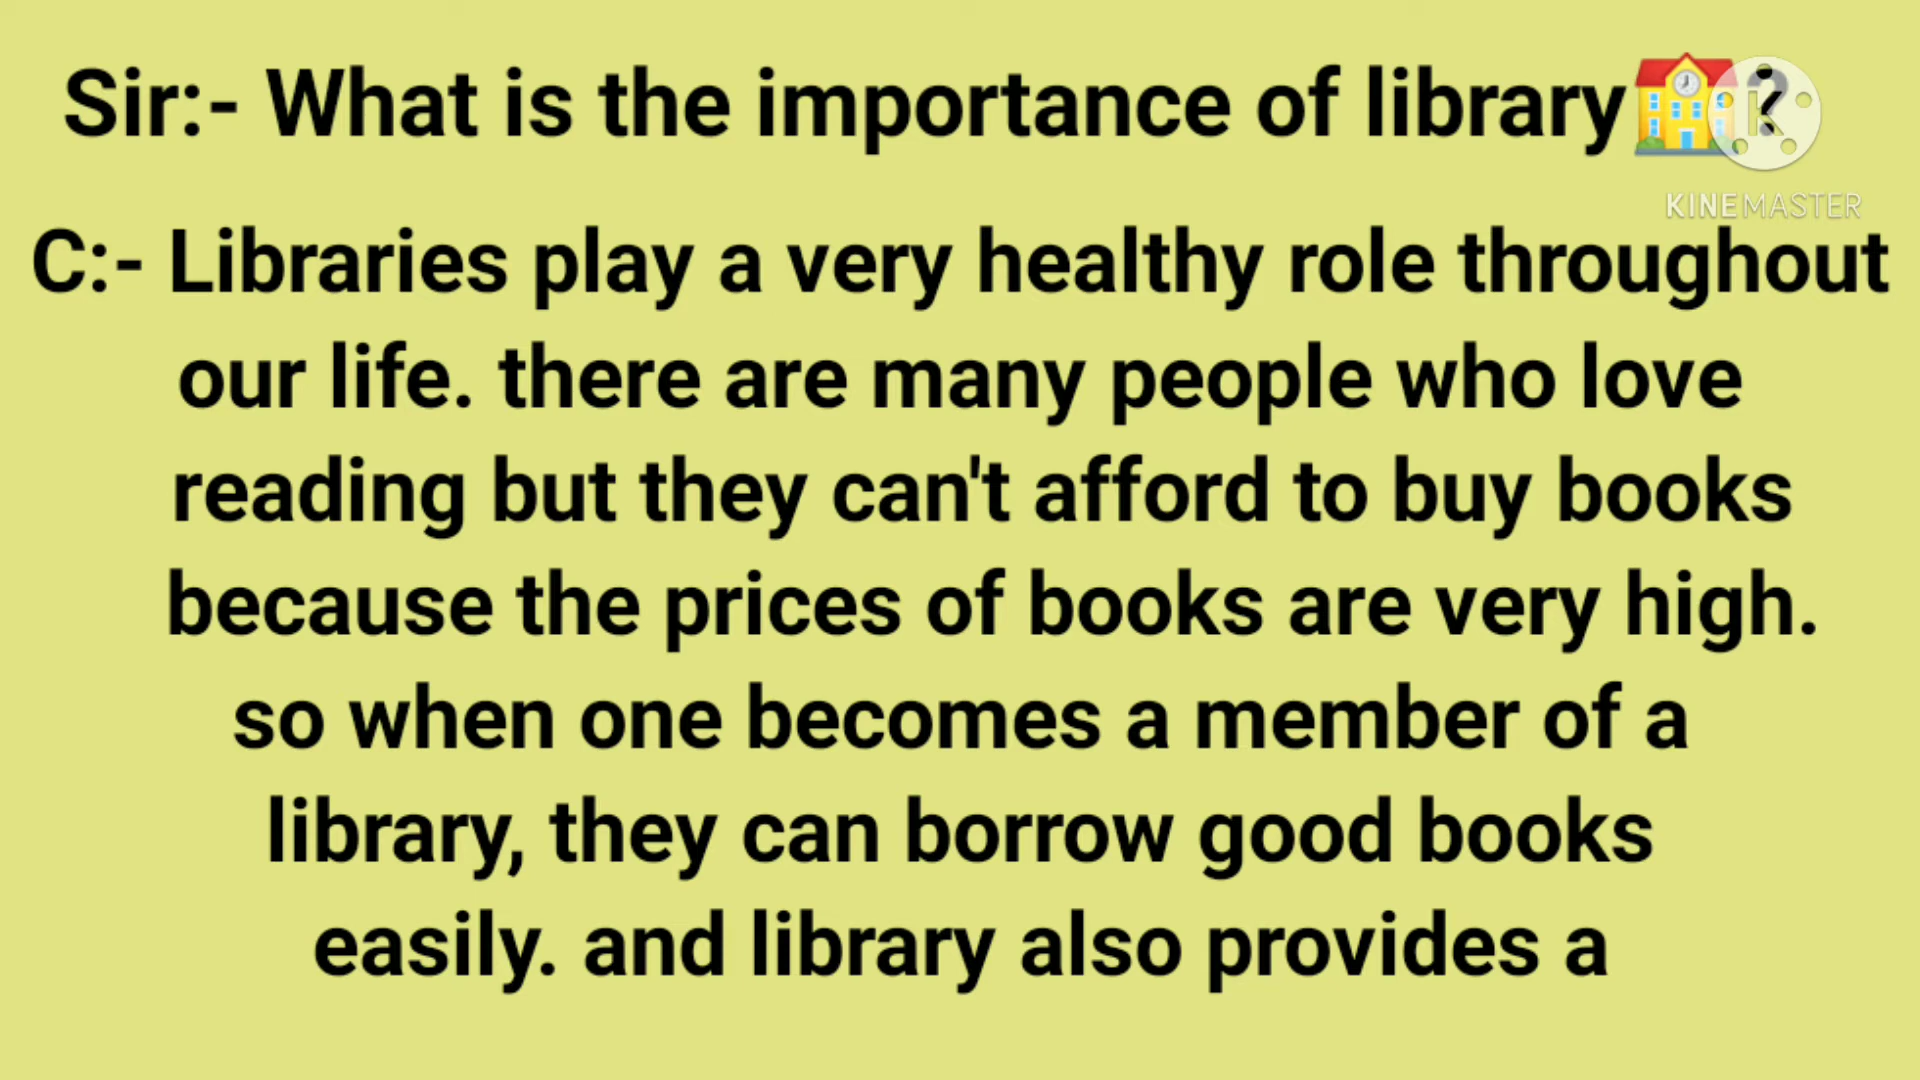 Sir:- What is the importance of library🏫?
KINEMASTER
C:- Libraries play a very healthy role throughout
our life. there are many people who love
reading but they can't afford to buy books
because the prices of books are very high.
so when one becomes a member of a
library, they can borrow good books
easily. and library also provides a